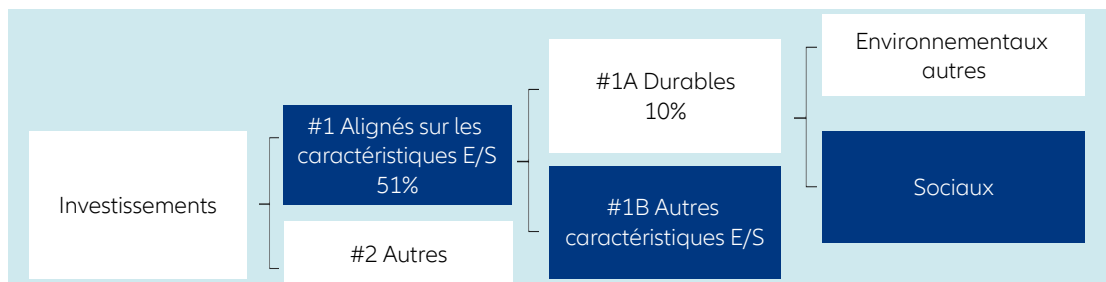 Investissements
#1 Alignés sur les
caractéristiques E/S
51%
#2 Autres
#1A Durables
10%
#1B Autres
caractéristiques E/S
Environnementaux
autres
Sociaux